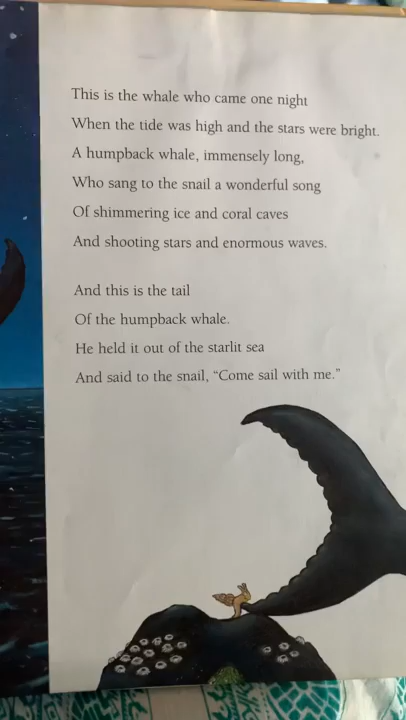 This is the whale who came one night
When the tide was high and the stars were bright.
A humpback whale, immensely long,
Who sang to the snail a wonderful song
Of shimmering ice and coral caves
And shooting stars and enormous waves.
And this is the tail
Of the humpback whale.
He held it out of the starlit sea
And said to the snail, “Come sail with me.”